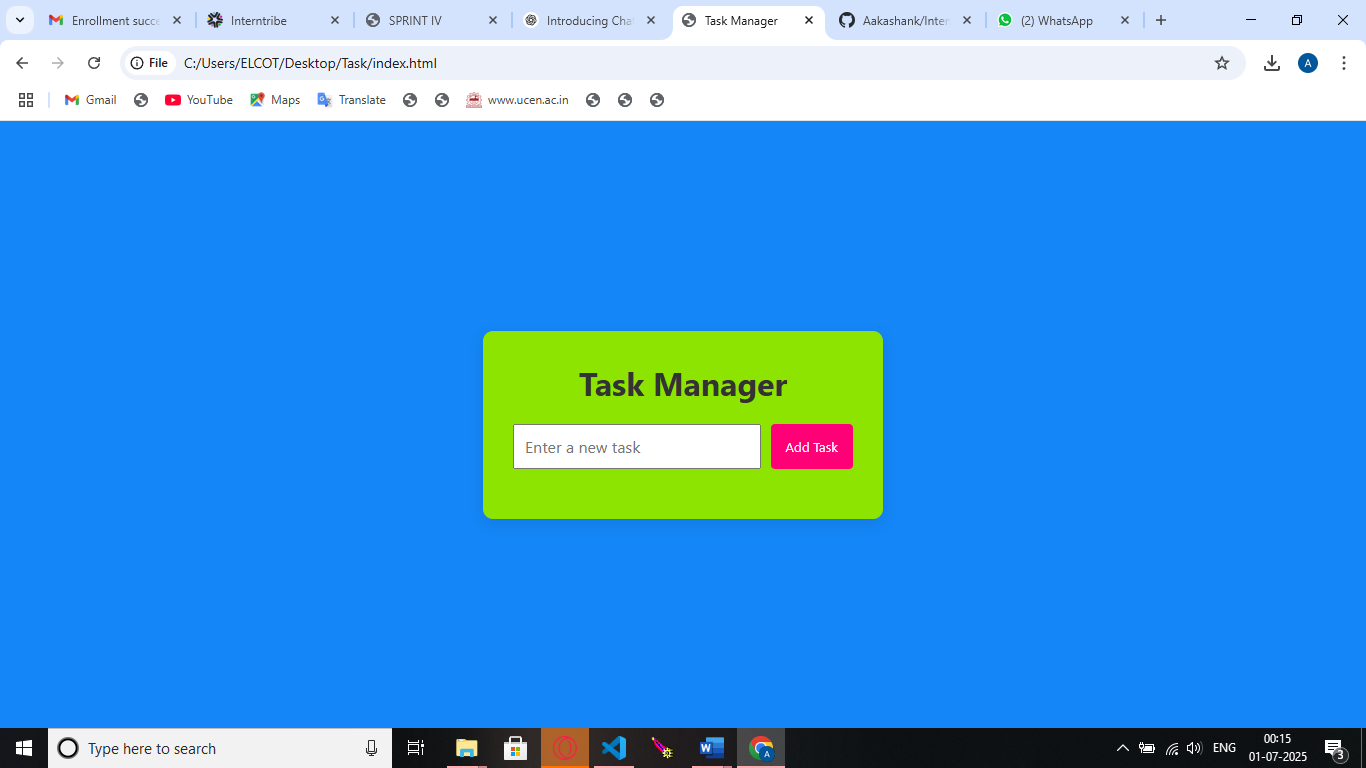 Enrollment succe
Interntribe
SPRINT IV
Introducing Cha
Task Manager
Aakashank/Inter
(2) WhatsApp
File
C:/Users/ELCOT/Desktop/Task/index.html
A
Gmail
YouTube
Maps
Translate
www.ucen.ac.in
Task Manager
Enter a new task
Add Task
Type here to search
ENG
00:15
01-07-2025
3